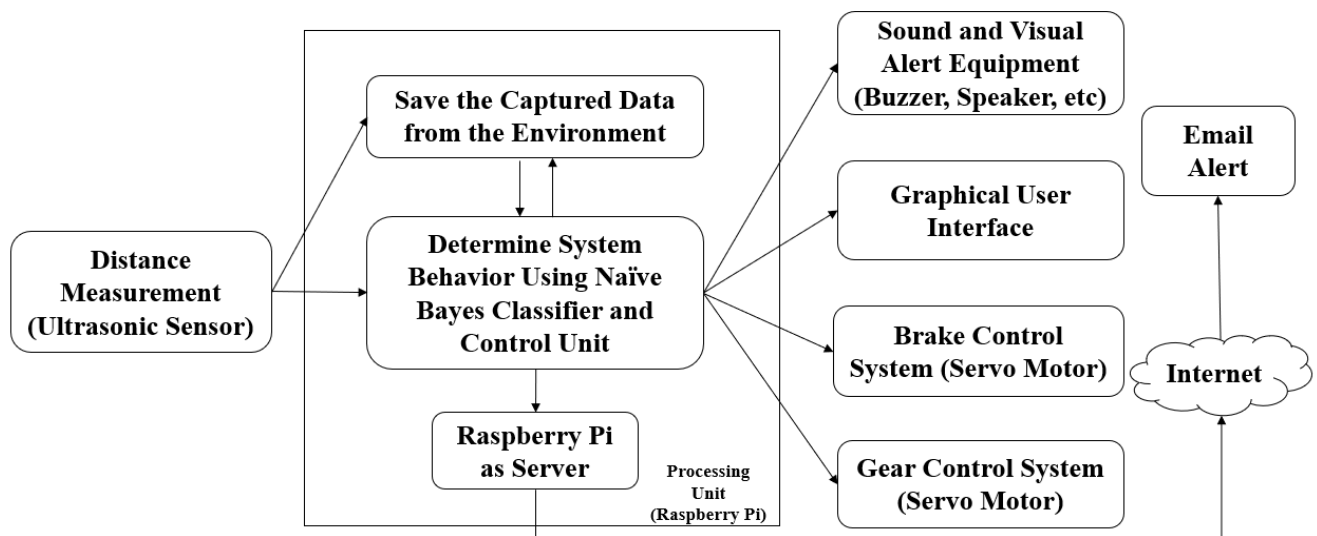 Distance
Measurement
(Ultrasonic Sensor)
Save the Captured Data
from the Environment
Determine System
Behavior Using Naïve
Bayes Classifier and
Control Unit
Raspberry Pi
as Server
Processing
Unit
(Raspberry Pi)
Sound and Visual
Alert Equipment
(Buzzer, Speaker, etc)
Graphical User
Interface
Brake Control
System (Servo Motor)
Gear Control System
(Servo Motor)
Email
Alert
Internet